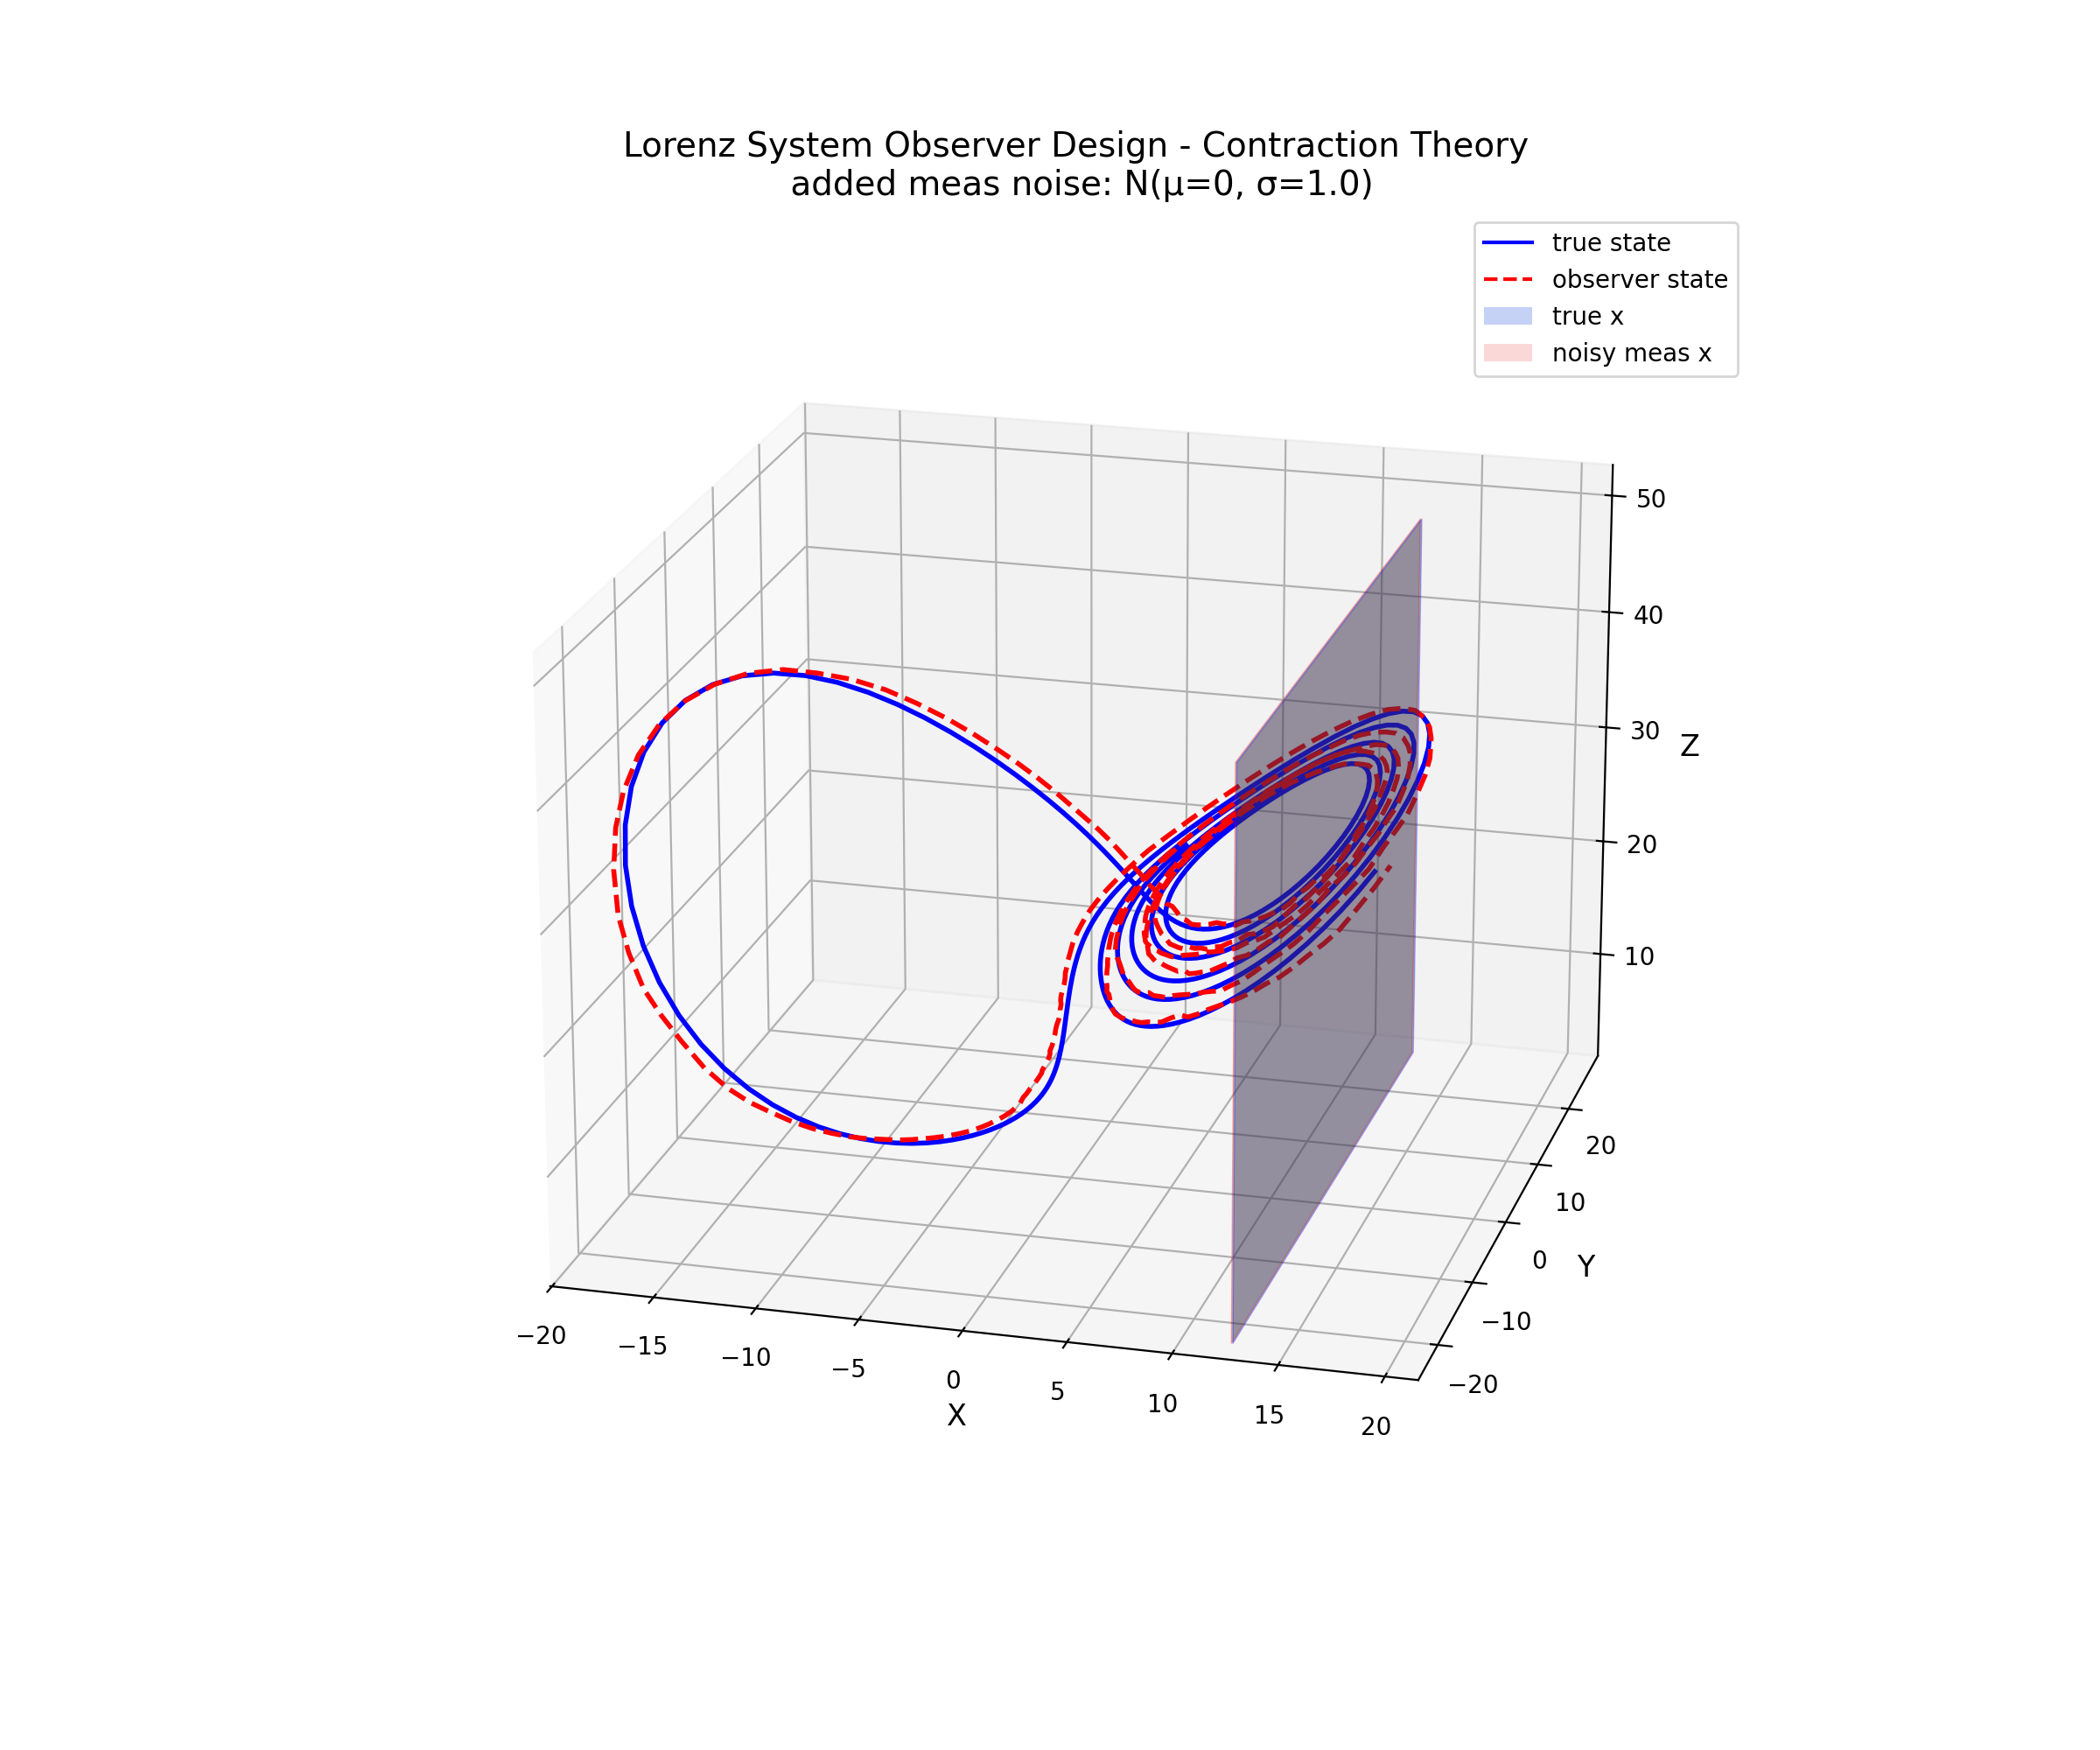 Lorenz System Observer Design - Contraction Theory
added meas noise: N(μ=0, σ=1.0)
true state
observer state
true x
noisy meas x
50
40
30
Z
20
10
20
10
0
Y
−10
−20
−20
−15
−10
−5
0
5
10
15
20
X